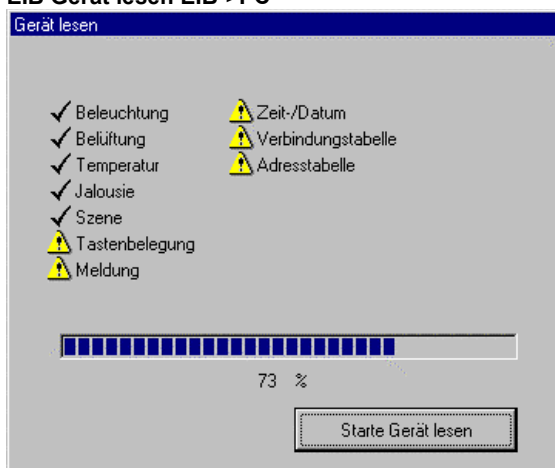 EIB Gerät lesen EIB->PC
Gerät lesen
Beleuchtung
Belüftung
Temperatur
Jalousie
Szene
Tastenbelegung
Meldung
Zeit-/Datum
Verbindungstabelle
Adresstabelle
73 %
Starte Gerät lesen